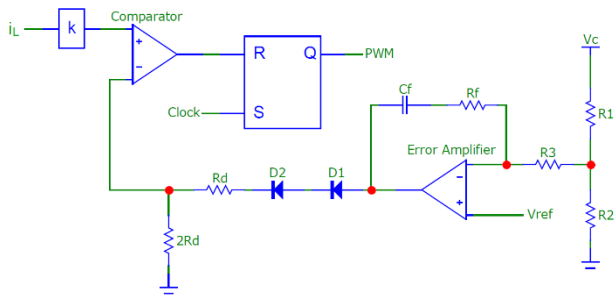 Comparator
iL
k
+
−
R
Q
PWM
Clock
S
Cf
Rf
Vc
R1
Error Amplifier
R3
−
+
Vref
R2
D2
D1
Rd
2Rd